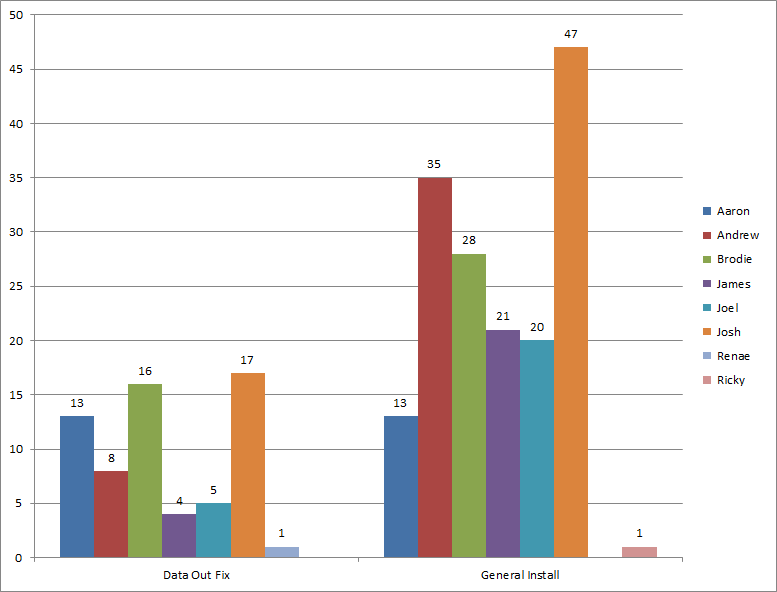 50
45
40
35
30
25
20
15
10
5
0
13
8
16
4
5
17
1
13
35
28
21
20
47
1
Data Out Fix
General Install
Aaron
Andrew
Brodie
James
Joel
Josh
Renae
Ricky